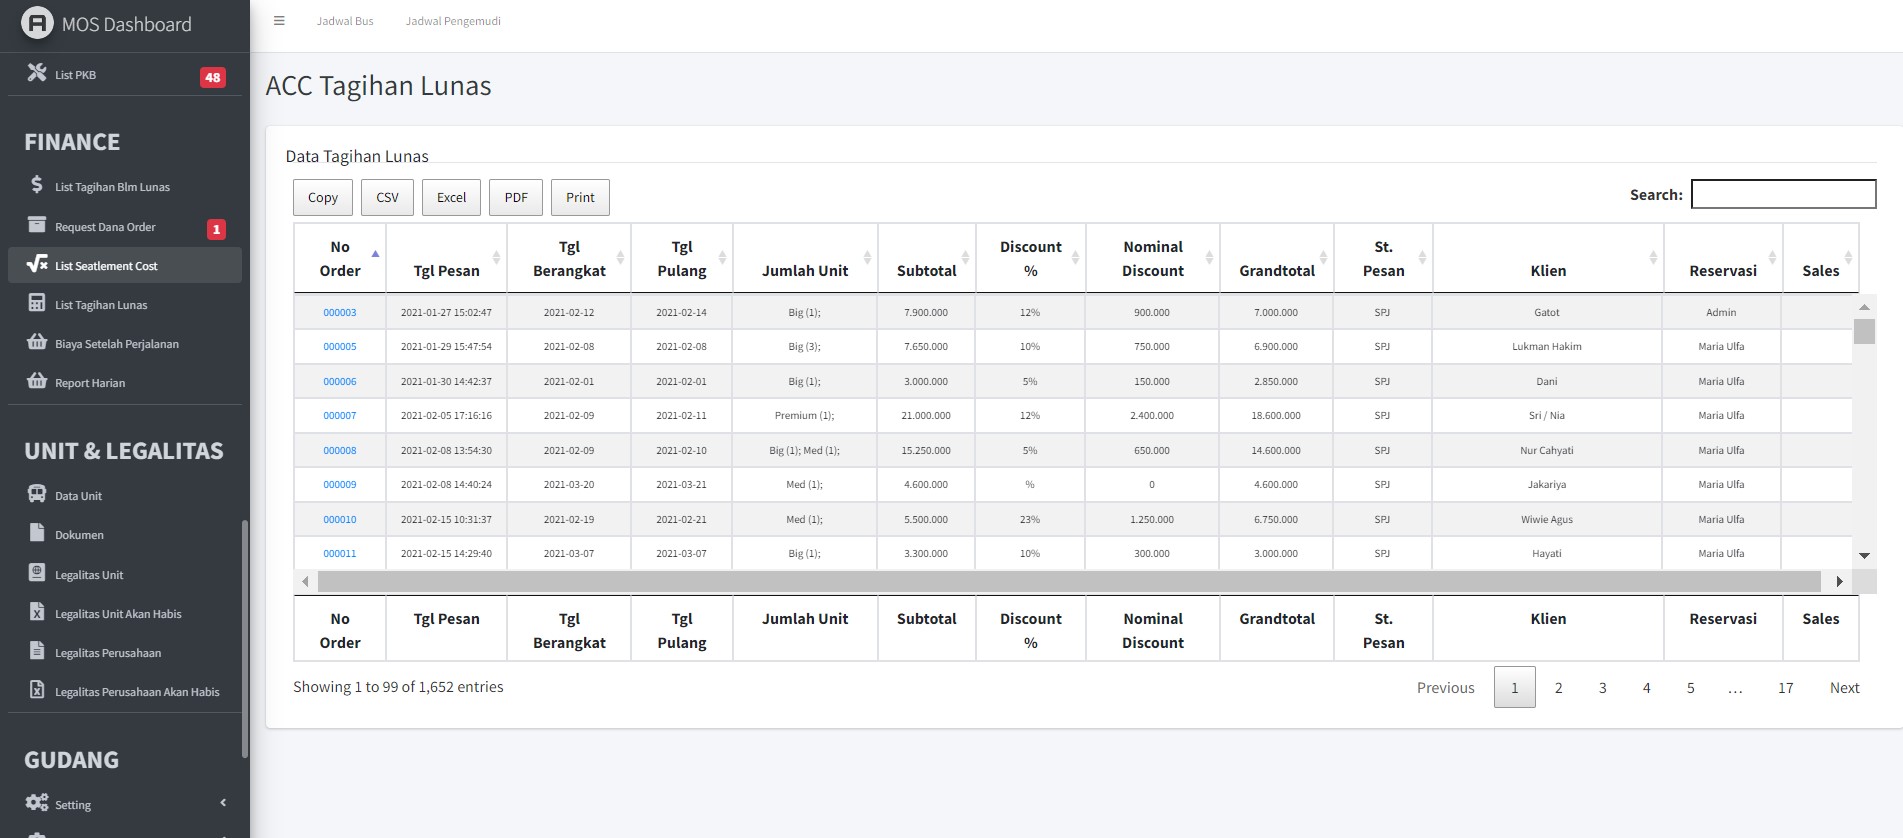 MOS Dashboard
Jadwal Bus Jadwal Pengemudi
List PKB 48
FINANCE
List Tagihan Blm Lunas
Request Dana Order 1
List Seatlement Cost
List Tagihan Lunas
Biaya Setelah Perjalanan
Report Harian
UNIT & LEGALITAS
Data Unit
Dokumen
Legalitas Unit
Legalitas Unit Akan Habis
Legalitas Perusahaan
Legalitas Perusahaan Akan Habis
GUDANG
Setting
ACC Tagihan Lunas
Data Tagihan Lunas
Copy CSV Excel PDF Print Search:
No Order Tgl Pesan Tgl Berangkat Tgl Pulang Jumlah Unit Subtotal Discount % Nominal Discount Grandtotal St. Pesan Klien Reservasi Sales
000003 2021-01-27 15:02:47 2021-02-12 2021-02-14 Big (1); 7.900.000 12% 900.000 7.000.000 SPJ Gatot Admin
000005 2021-01-29 15:47:54 2021-02-08 2021-02-08 Big (3); 7.650.000 10% 750.000 6.900.000 SPJ Lukman Hakim Maria Ulfa
000006 2021-01-30 14:42:37 2021-02-01 2021-02-01 Big (1); 3.000.000 5% 150.000 2.850.000 SPJ Dani Maria Ulfa
000007 2021-02-05 17:16:16 2021-02-09 2021-02-11 Premium (1); 21.000.000 12% 2.400.000 18.600.000 SPJ Sri / Nia Maria Ulfa
000008 2021-02-08 13:54:30 2021-02-09 2021-02-10 Big (1); Med (1); 15.250.000 5% 650.000 14.600.000 SPJ Nur Cahyati Maria Ulfa
000009 2021-02-08 14:40:24 2021-03-20 2021-03-21 Med (1); 4.600.000 % 0 4.600.000 SPJ Jakariya Maria Ulfa
000010 2021-02-15 10:31:37 2021-02-19 2021-02-21 Med (1); 5.500.000 23% 1.250.000 6.750.000 SPJ Wiwie Agus Maria Ulfa
000011 2021-02-15 14:29:40 2021-03-07 2021-03-07 Big (1); 3.300.000 10% 300.000 3.000.000 SPJ Hayati Maria Ulfa
No Order Tgl Pesan Tgl Berangkat Tgl Pulang Jumlah Unit Subtotal Discount % Nominal Discount Grandtotal St. Pesan Klien Reservasi Sales
Showing 1 to 99 of 1,652 entries Previous 1 2 3 4 5 … 17 Next